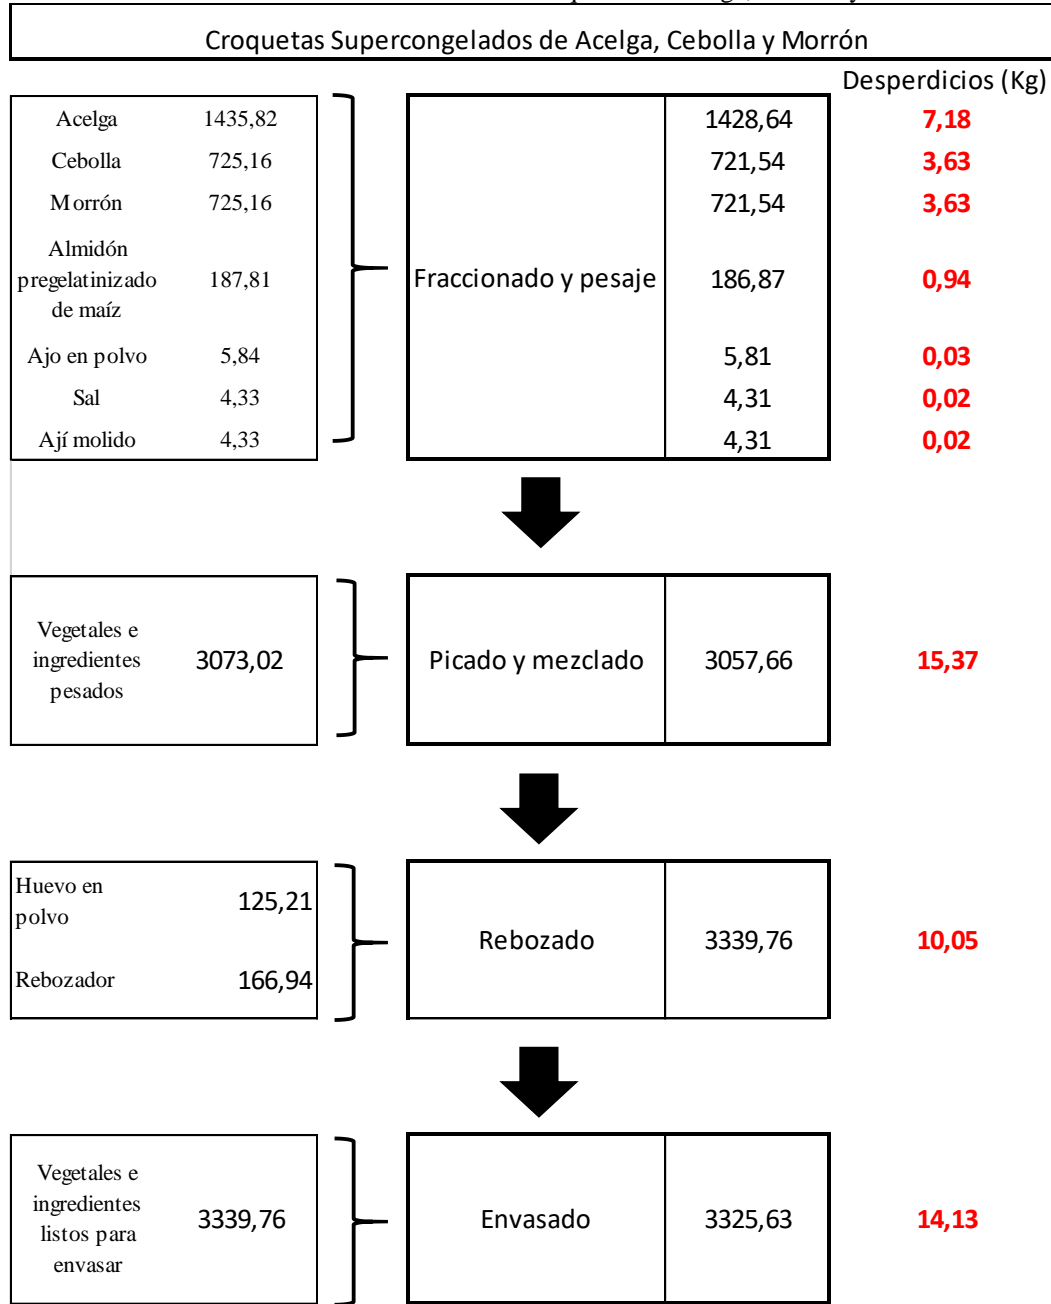 Croquetas Supercongelados de Acelga, Cebolla y Morrón
Desperdicios (Kg)
Acelga 1435,82 1428,64 7,18
Cebolla 725,16 721,54 3,63
Morrón 725,16 721,54 3,63
Almidón
pregelatinizado
de maíz
187,81 Fraccionado y pesaje 186,87 0,94
Ajo en polvo 5,84 5,81 0,03
Sal 4,33 4,31 0,02
Ají molido 4,33 4,31 0,02
Vegetales e
ingredientes
pesados
3073,02 Picado y mezclado 3057,66 15,37
Huevo en
polvo
125,21
Rebozador 166,94
Rebozado 3339,76 10,05
Vegetales e
ingredientes
listos para
envasar
3339,76 Envasado 3325,63 14,13